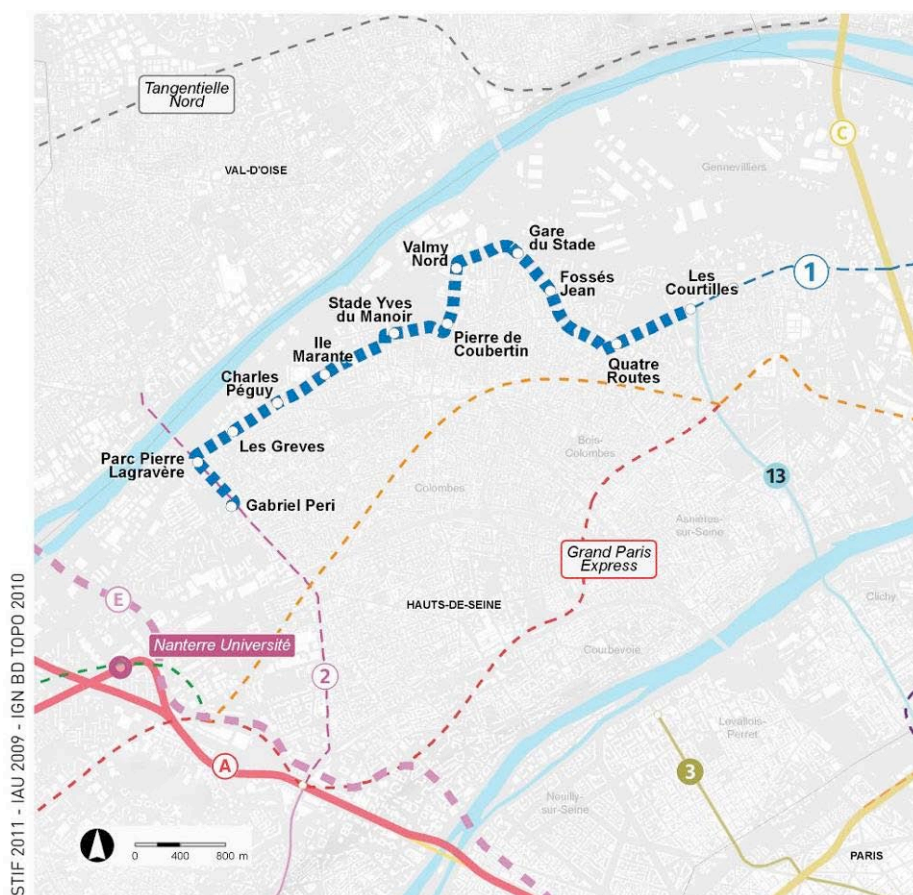 Tangentielle
Nord
C
VAL-D'OISE
Gennevilliers
Gare
du Stade
Valmy
Nord
1
Fossés
Jean
Les
Courtilles
Stade Yves
du Manoir
Ile
Marante
Pierre de
Coubertin
Quatre
Routes
Charles
Péguy
Les Greves
Parc Pierre
Lagravère
Bois-
Colombes
13
Colombes
Gabriel Peri
Asnières-
sur-Seine
Grand Paris
Express
E
HAUTS-DE-SEINE
Clichy
Nanterre Université
Courbevoie
2
Levallois-
Perret
A
3
Neuilly-
sur-Seine
PARIS
0 400 800 m
STIF 2011 - IAU 2009 - IGN BD TOPO 2010